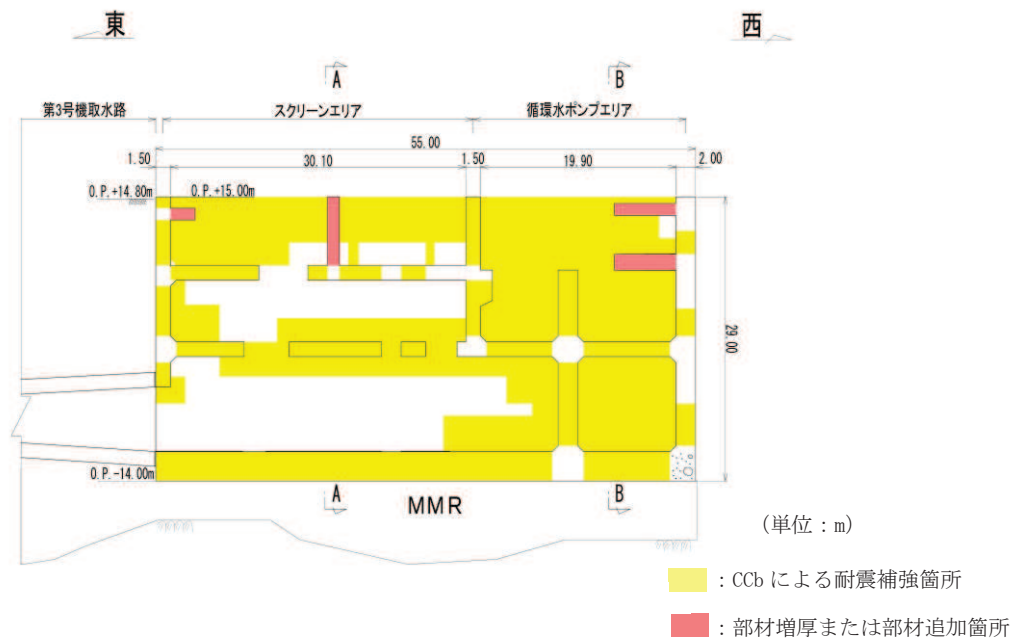 東
西
A
B
第3号機取水路
スクリーンエリア
循環水ポンプエリア
55.00
1.50
30.10
1.50
19.90
2.00
O.P.+14.80m
O.P.+15.00m
29.00
O.P.-14.00m
A
MMR
B
（単位：m）
：CCb による耐震補強箇所
：部材増厚または部材追加箇所